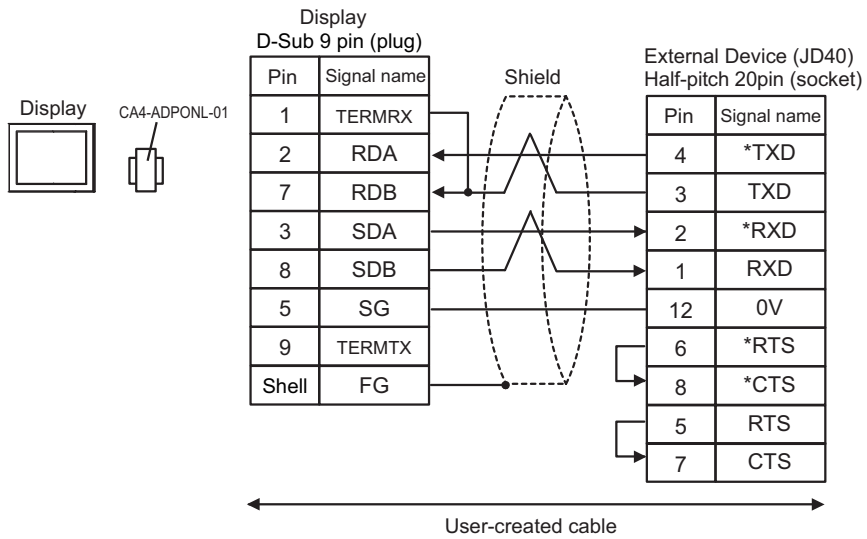 Display
D-Sub 9 pin (plug)
External Device (JD40)
Half-pitch 20pin (socket)
Display
CA4-ADPONL-01
Shield
Pin Signal name
1 TERMRX
2 RDA
7 RDB
3 SDA
8 SDB
5 SG
9 TERMTX
Shell FG
Pin Signal name
4 *TXD
3 TXD
2 *RXD
1 RXD
12 0V
6 *RTS
8 *CTS
5 RTS
7 CTS
User-created cable